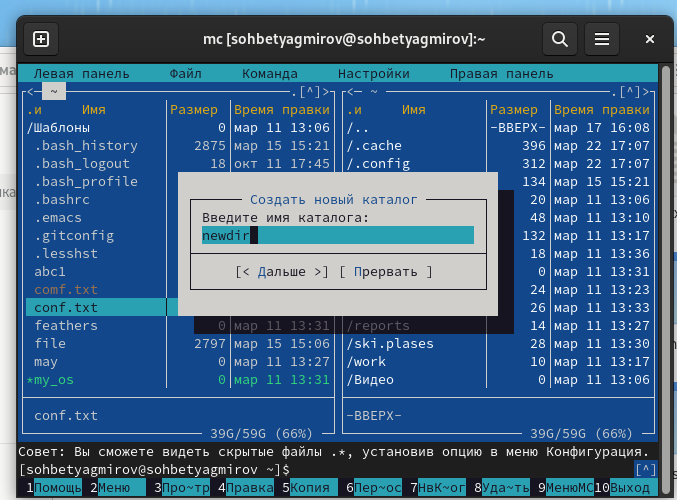 mc [sohbetyagmirov@sohbetyagmirov]:~
Левая панель Файл Команда Настройки Правая панель
<─ ~ .[^]> <─ ~ .[^]>
.и Имя Размер Время правки .и Имя Размер Время правки
/Шаблоны 0 мар 11 13:06 /.. -ВВЕРХ- мар 17 16:08
.bash_history 2875 мар 15 15:21 /.cache 396 мар 22 17:07
.bash_logout 18 окт 11 17:45 /.config 312 мар 22 17:07
.bash_profile 134 мар 15 15:21
.bashrc Создать новый каталог 20 мар 11 13:06
.emacs Введите имя каталога: 48 мар 11 13:10
.gitconfig newdir 132 мар 11 13:17
.lesshst 18 мар 11 13:36
abc1 [< Дальше >] [ Прервать ] 0 мар 11 13:31
comf.txt 24 мар 11 13:23
conf.txt 26 мар 11 13:33
feathers 0 мар 11 13:31 /reports 14 мар 11 13:27
file 2797 мар 15 15:06 /ski.plases 28 мар 11 13:30
may 0 мар 11 13:27 /work 10 мар 11 13:17
*my_os 0 мар 11 13:31 /Видео 0 мар 11 13:06
conf.txt -ВВЕРХ-
39G/59G (66%) 39G/59G (66%)
Совет: Вы сможете видеть скрытые файлы .*, установив опцию в меню Конфигурация.
[sohbetyagmirov@sohbetyagmirov ~]$ [^]
1Помощь 2Меню 3Про~тр 4Правка 5Копия 6Пер~ос 7НвК~ог 8Уда~ть 9МенюMC 10Выход